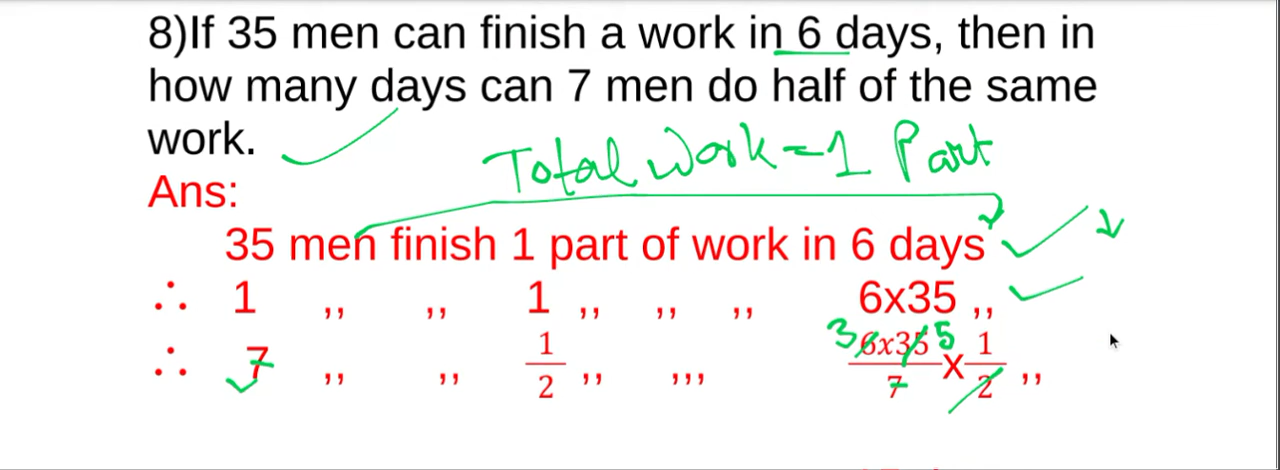 8)If 35 men can finish a work in 6 days, then in
how many days can 7 men do half of the same
work.
Total Work = 1 Part
Ans:
35 men finish 1 part of work in 6 days
∴ 1 ,, ,, 1 ,, ,, ,, 6x35 ,,
∴ 7 ,, ,, 1/2 ,, ,,, 3 6x35/7 5 x 1/2 ,,